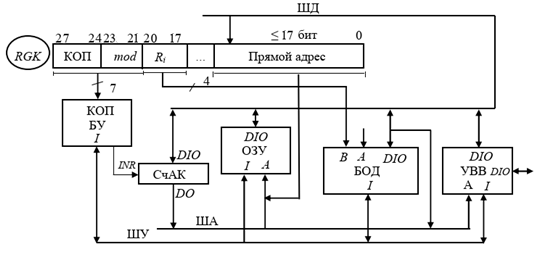 ШД
27 24 23 21 20 17 ≤ 17 бит 0
RGK КОП mod Ri ... Прямой адрес
7 4
КОП
БУ
I
INR
DIO
СчАК
DO
DIO
ОЗУ
I A
B A DIO
БОД
I
DIO
УВВ DIO
A I
ША
ШУ